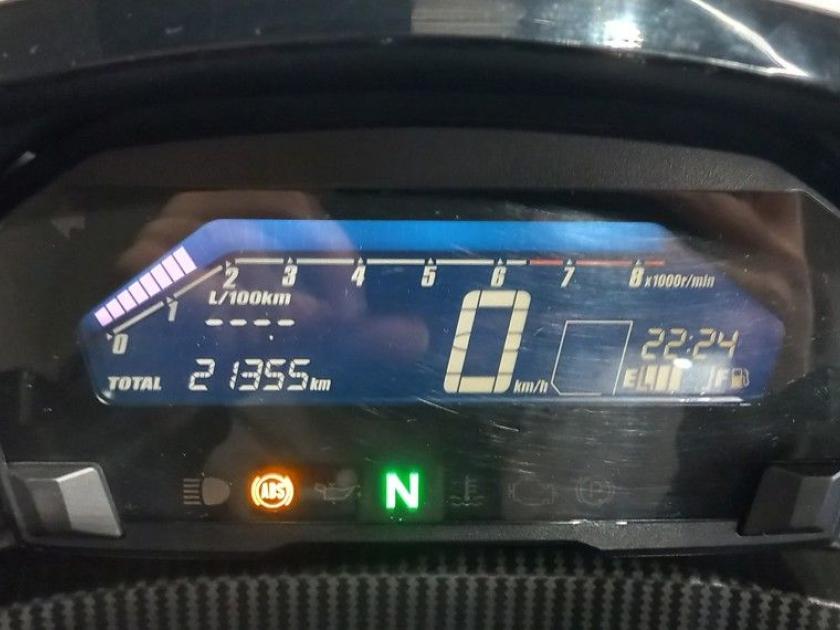 2 3 4 5 6 7 8 x1000r/min
1
0
L/100km
----
TOTAL 21355 km
0 km/h
22:24
E F
ABS N P